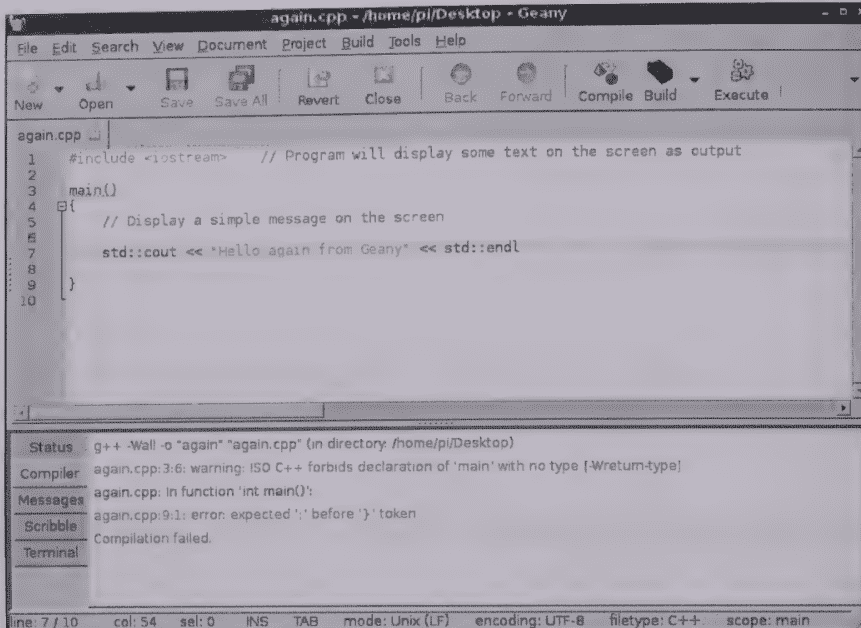 again.cpp - /home/pi/Desktop - Geany
File Edit Search View Document Project Build Tools Help
New Open Save Save All Revert Close Back Forward Compile Build Execute
again.cpp
1 #include <iostream> // Program will display some text on the screen as output
2
3 main()
4 {
5 // Display a simple message on the screen
6
7 std::cout << "Hello again from Geany" << std::endl
8
9 }
10
Status
Compiler
Messages
Scribble
Terminal
g++ -Wall -o "again" "again.cpp" (in directory: /home/pi/Desktop)
again.cpp:3:6: warning: ISO C++ forbids declaration of 'main' with no type [-Wreturn-type]
again.cpp: In function 'int main()':
again.cpp:9:1: error: expected ';' before '}' token
Compilation failed.
line: 7 / 10 col: 54 sel: 0 INS TAB mode: Unix (LF) encoding: UTF-8 filetype: C++ scope: main